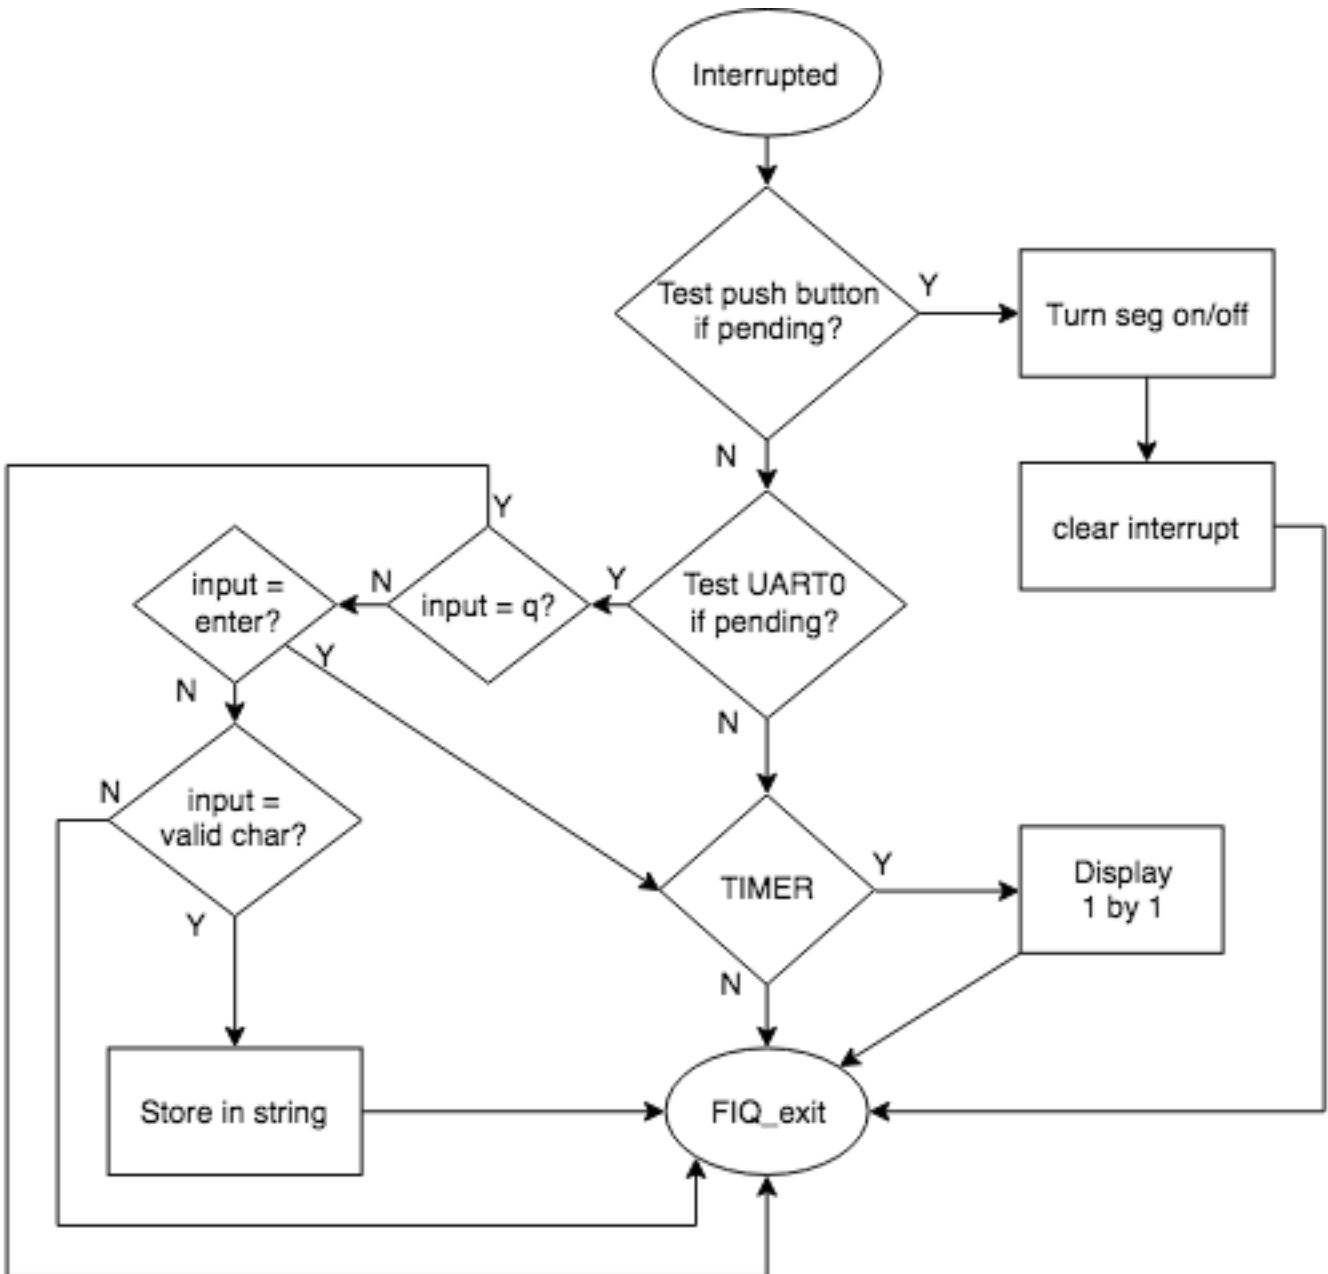 Interrupted
Test push button
if pending?
Y
Turn seg on/off
N
clear interrupt
Test UART0
if pending?
Y
input = q?
Y
N
input =
enter?
Y
N
N
input =
valid char?
N
Y
TIMER
Y
Display
1 by 1
N
Store in string
FIQ_exit